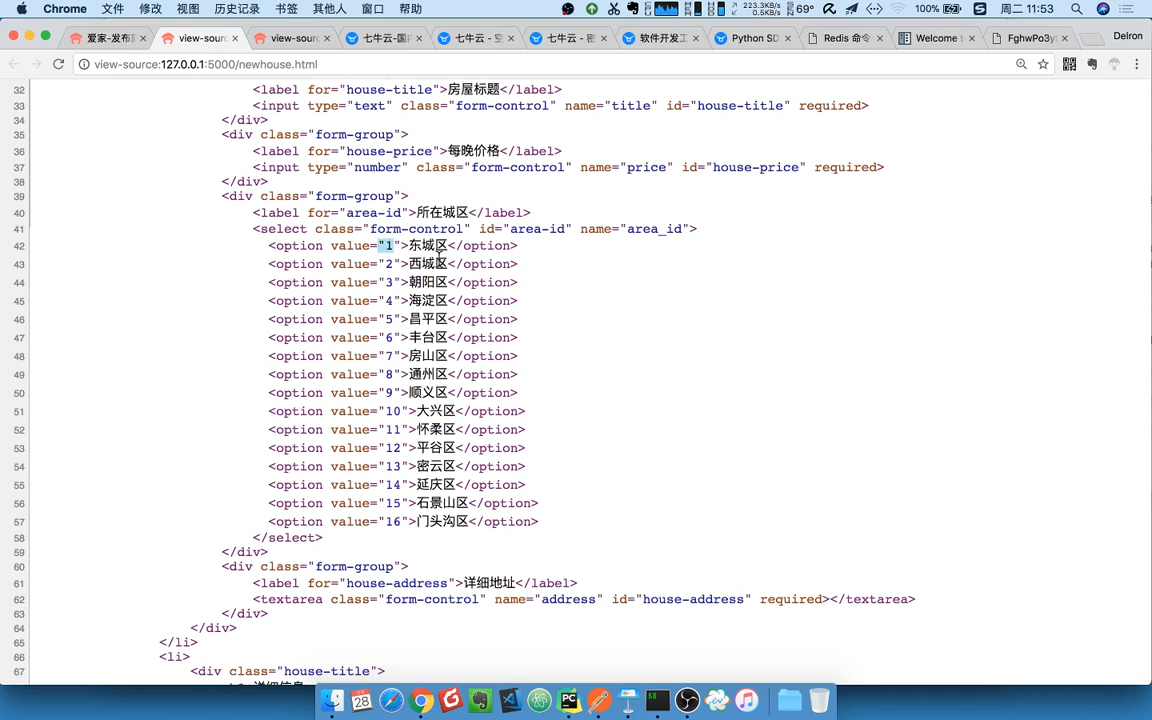 Chrome 文件 修改 视图 历史记录 书签 其他人 窗口 帮助 223.3KB/s 0.5KB/s 69° 100% 周二 11:53
爱家-发布 view-sourc view-sourc 七牛云-国 七牛云 - 空 七牛云 - 密 软件开发工 Python SD Redis 命令 Welcome t FghwPo3y Delron
view-source:127.0.0.1:5000/newhouse.html
32 <label for="house-title">房屋标题</label>
33 <input type="text" class="form-control" name="title" id="house-title" required>
34 </div>
35 <div class="form-group">
36 <label for="house-price">每晚价格</label>
37 <input type="number" class="form-control" name="price" id="house-price" required>
38 </div>
39 <div class="form-group">
40 <label for="area-id">所在城区</label>
41 <select class="form-control" id="area-id" name="area_id">
42 <option value="1">东城区</option>
43 <option value="2">西城区</option>
44 <option value="3">朝阳区</option>
45 <option value="4">海淀区</option>
46 <option value="5">昌平区</option>
47 <option value="6">丰台区</option>
48 <option value="7">房山区</option>
49 <option value="8">通州区</option>
50 <option value="9">顺义区</option>
51 <option value="10">大兴区</option>
52 <option value="11">怀柔区</option>
53 <option value="12">平谷区</option>
54 <option value="13">密云区</option>
55 <option value="14">延庆区</option>
56 <option value="15">石景山区</option>
57 <option value="16">门头沟区</option>
58 </select>
59 </div>
60 <div class="form-group">
61 <label for="house-address">详细地址</label>
62 <textarea class="form-control" name="address" id="house-address" required></textarea>
63 </div>
64 </div>
65 </li>
66 <li>
67 <div class="house-title">
28